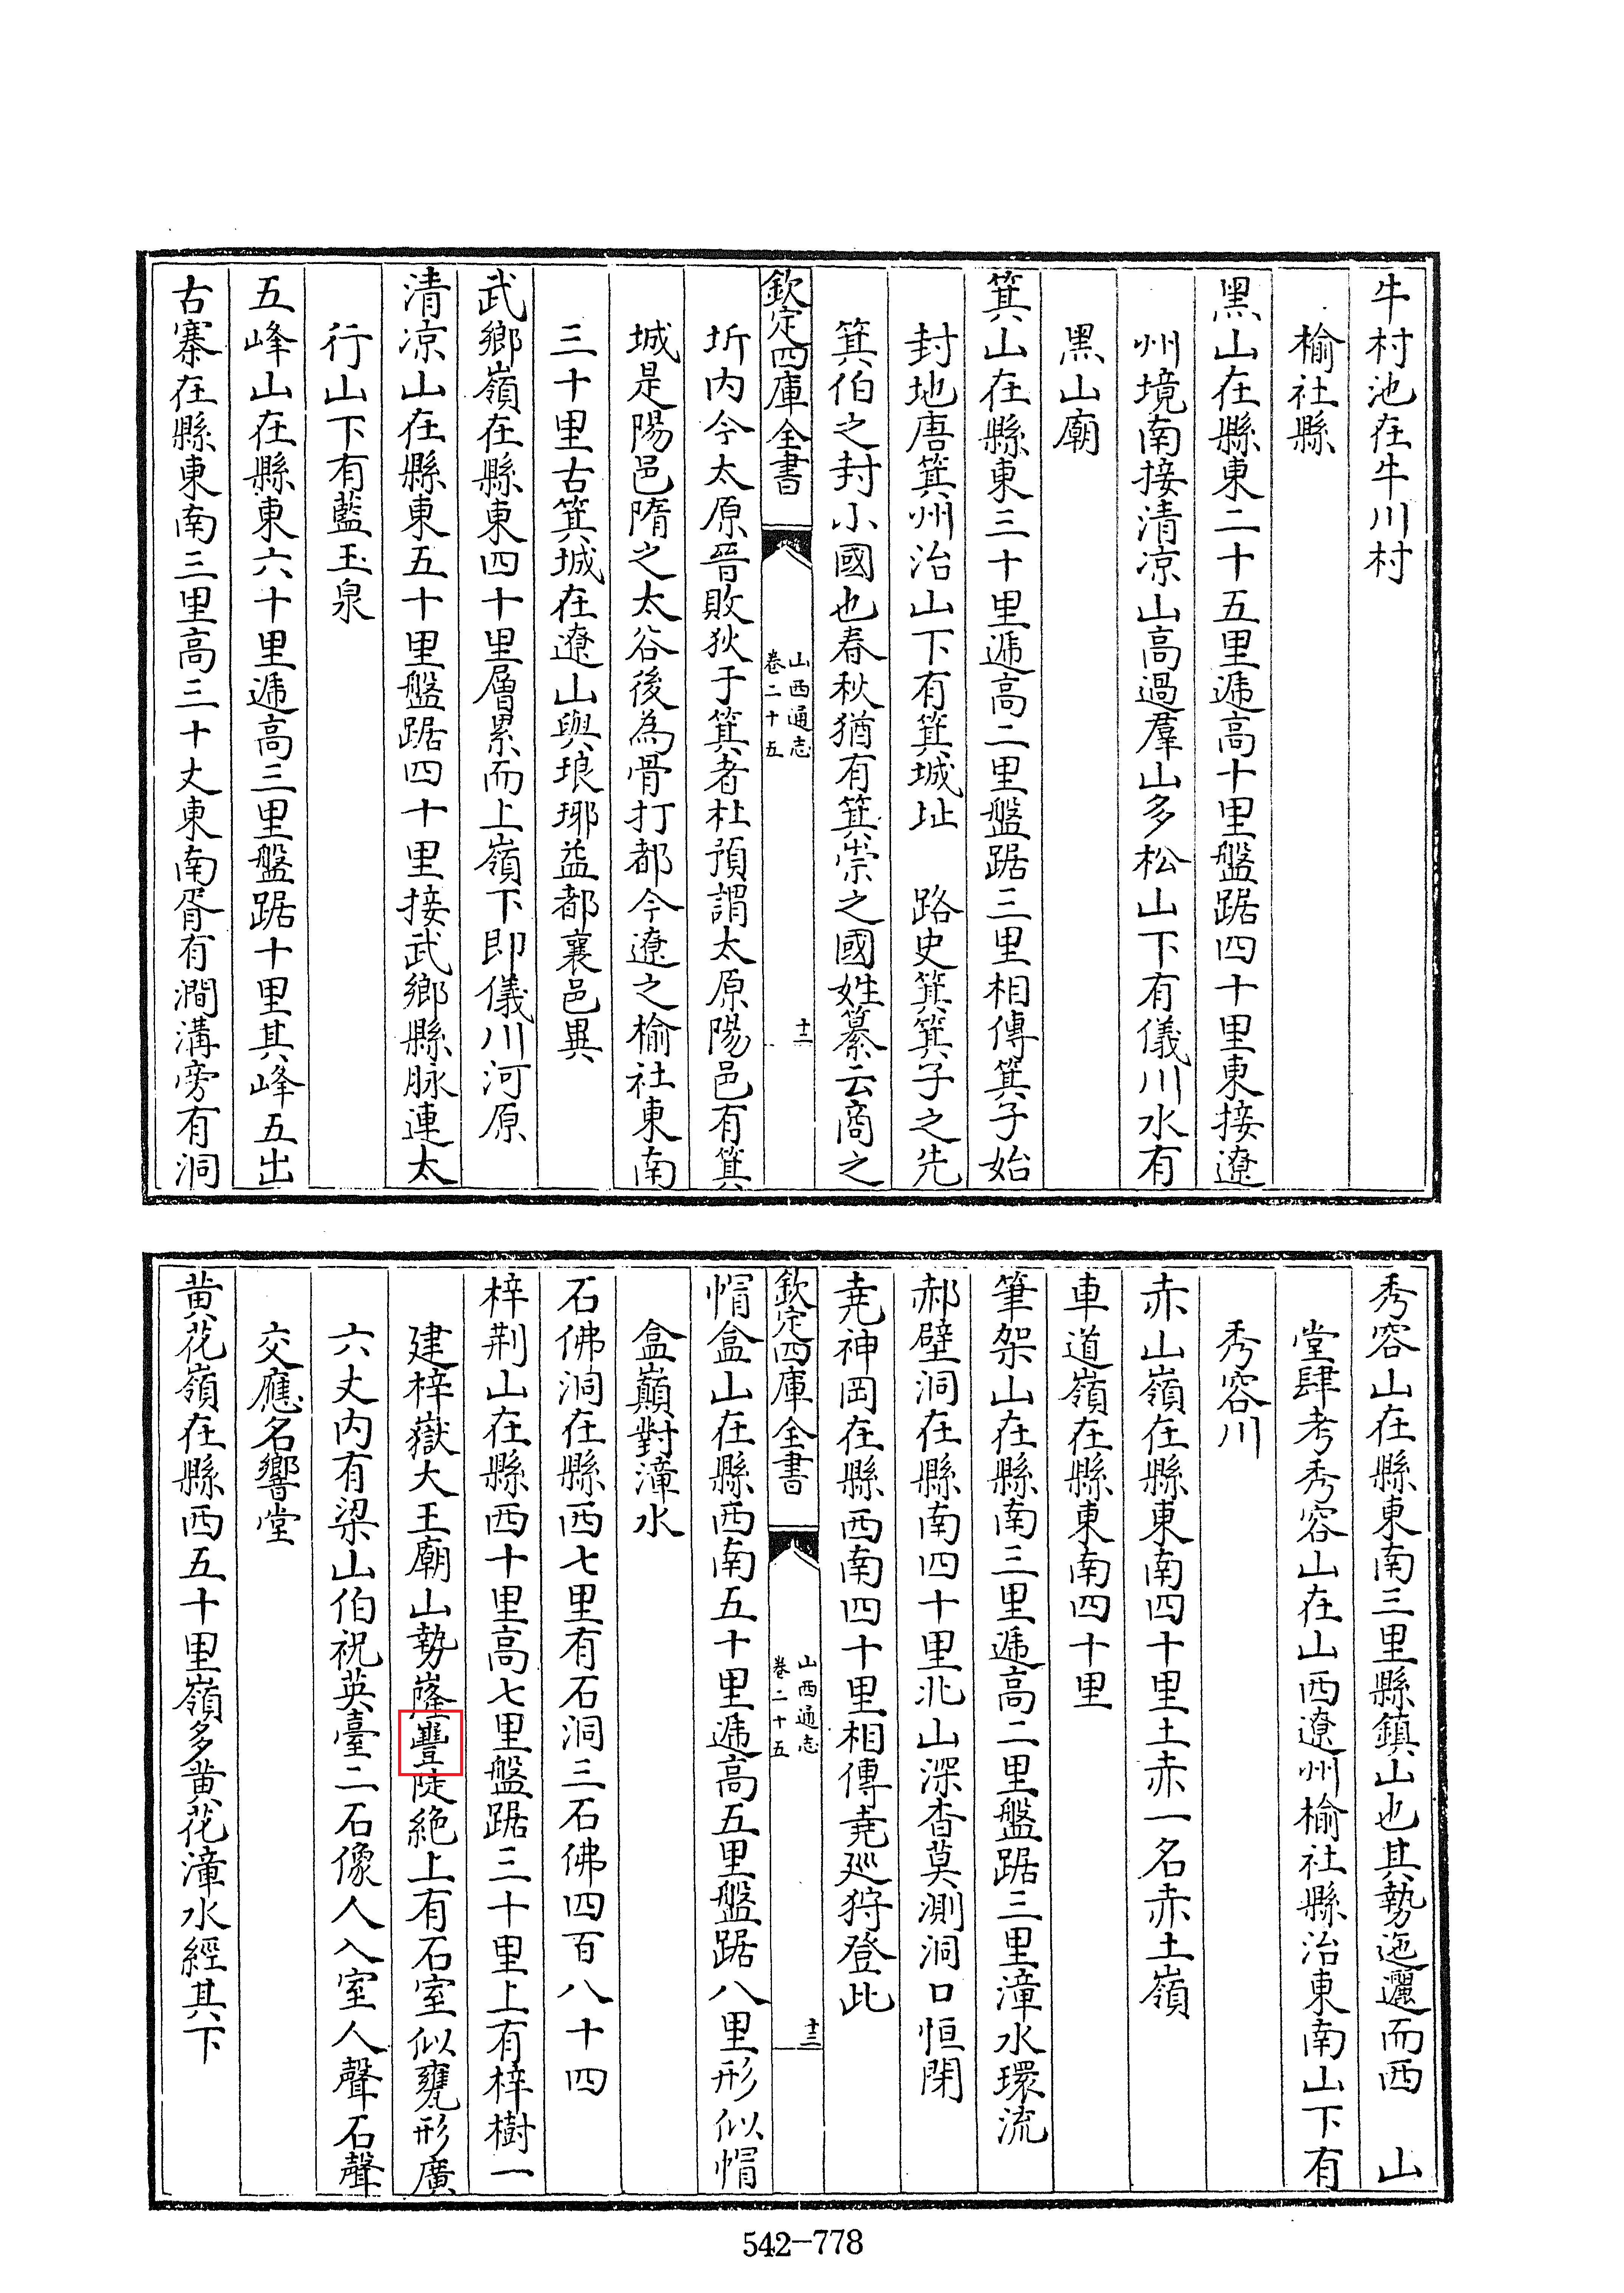 牛村池在牛川村
榆社縣
黑山在縣東二十五里遞高十里盤踞四十里東接遼
州境南接清凉山高過羣山多松山下有儀川水有
黑山廟
箕山在縣東三十里遞高二里盤踞三里相傳箕子始
封地唐箕州治山下有箕城址　路史箕箕子之先
箕伯之封小國也春秋猶有箕崇之國姓纂云商之
欽定四庫全書
山西通志
卷二十五
十二
圻内今太原晉敗狄于箕者杜預謂太原陽邑有箕
城是陽邑隋之太谷後為骨打都今遼之榆社東南
三十里古箕城在遼山與琅琊益都襄邑異
武鄉嶺在縣東四十里層累而上嶺下即儀川河原
清凉山在縣東五十里盤踞四十里接武鄉縣脉連太
行山下有藍玉泉
五峰山在縣東六十里遞高三里盤踞十里其峰五出
古寨在縣東南三里高三十丈東南胥有澗溝旁有洞
秀容山在縣東南三里縣鎮山也其勢迤邐而西　山
堂肆考秀容山在山西遼州榆社縣治東南山下有
秀容川
赤山嶺在縣東南四十里土赤一名赤土嶺
車道嶺在縣東南四十里
筆架山在縣南三里遞高二里盤踞三里漳水環流
郝壁洞在縣南四十里北山深杳莫測洞口恒閉
堯神岡在縣西南四十里相傳堯巡狩登此
欽定四庫全書
山西通志
卷二十五
十三
帽盒山在縣西南五十里遞高五里盤踞八里形似帽
盒巔對漳水
石佛洞在縣西七里有石洞三石佛四百八十四
梓荆山在縣西十里高七里盤踞三十里上有梓樹一
建梓嶽大王廟山勢嶐豐陡絶上有石室似甕形廣
六丈内有梁山伯祝英臺二石像人入室人聲石聲
交應名響堂
黄花嶺在縣西五十里嶺多黄花漳水經其下
542-778